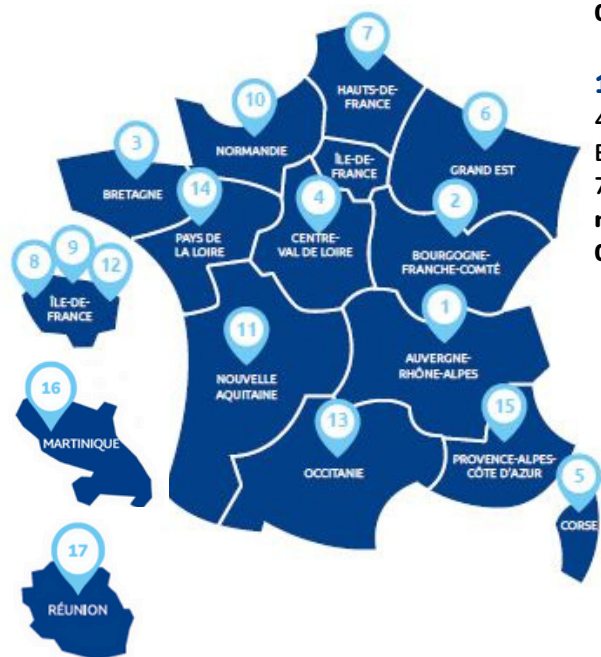 7
HAUTS-DE-
FRANCE
10
NORMANDIE
6
GRAND EST
ÎLE-DE-
FRANCE
3
BRETAGNE
14
PAYS DE
LA LOIRE
4
CENTRE-
VAL DE LOIRE
2
BOURGOGNE-
FRANCHE-COMTÉ
8
9
12
ÎLE-DE-
FRANCE
11
NOUVELLE
AQUITAINE
1
AUVERGNE-
RHÔNE-ALPES
16
MARTINIQUE
13
OCCITANIE
15
PROVENCE-ALPES-
CÔTE D'AZUR
5
CORSE
17
RÉUNION